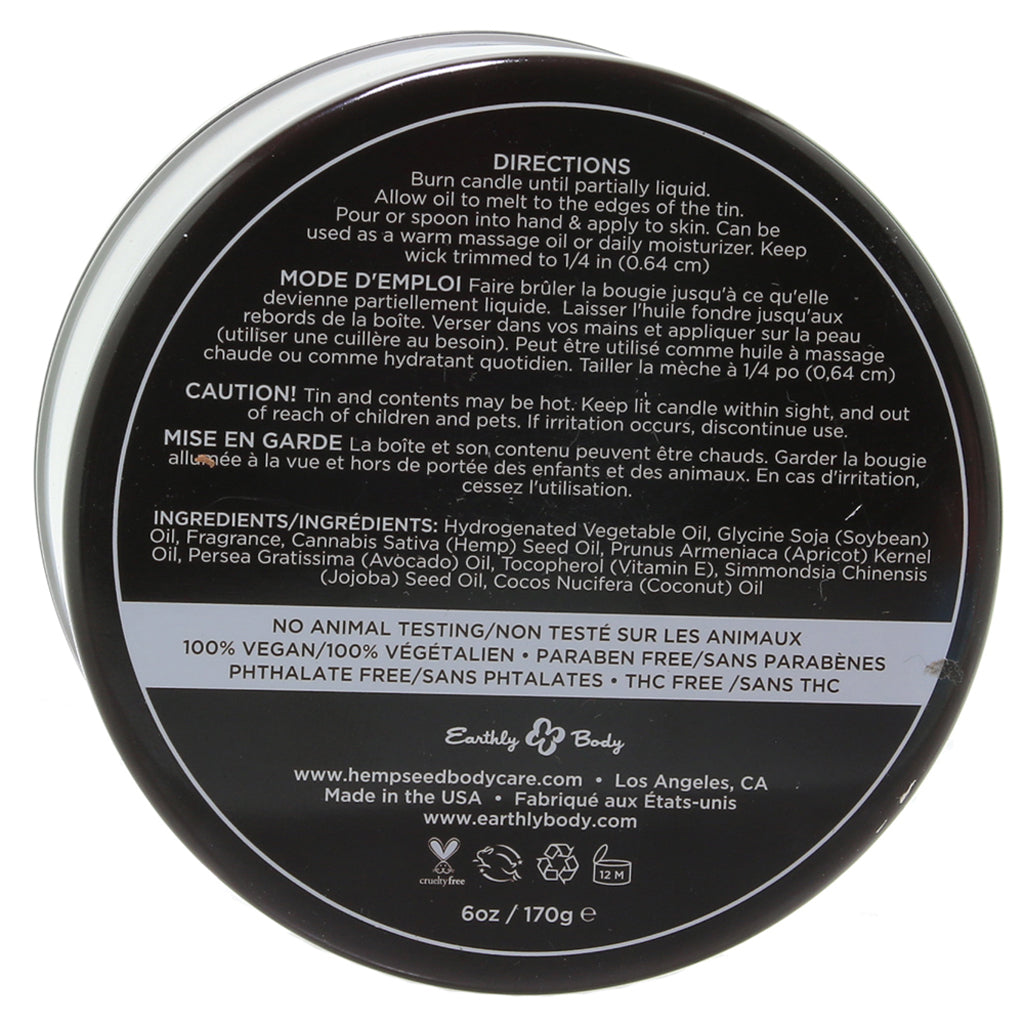 DIRECTIONS
Burn candle until partially liquid.
Allow oil to melt to the edges of the tin.
Pour or spoon into hand & apply to skin. Can be
used as a warm massage oil or daily moisturizer. Keep
wick trimmed to 1/4 in (0.64 cm)
MODE D'EMPLOI Faire brûler la bougie jusqu'à ce qu'elle
devienne partiellement liquide. Laisser l'huile fondre jusqu'aux
rebords de la boîte. Verser dans vos mains et appliquer sur la peau
(utiliser une cuillère au besoin). Peut être utilisé comme huile à massage
chaude ou comme hydratant quotidien. Tailler la mèche à 1/4 po (0,64 cm)
CAUTION! Tin and contents may be hot. Keep lit candle within sight, and out
of reach of children and pets. If irritation occurs, discontinue use.
MISE EN GARDE La boîte et son contenu peuvent être chauds. Garder la bougie
allumée à la vue et hors de portée des enfants et des animaux. En cas d'irritation,
cessez l'utilisation.
INGREDIENTS/INGRÉDIENTS: Hydrogenated Vegetable Oil, Glycine Soja (Soybean)
Oil, Fragrance, Cannabis Sativa (Hemp) Seed Oil, Prunus Armeniaca (Apricot) Kernel
Oil, Persea Gratissima (Avocado) Oil, Tocopherol (Vitamin E), Simmondsia Chinensis
(Jojoba) Seed Oil, Cocos Nucifera (Coconut) Oil
NO ANIMAL TESTING/NON TESTÉ SUR LES ANIMAUX
100% VEGAN/100% VÉGÉTALIEN • PARABEN FREE/SANS PARABÈNES
PHTHALATE FREE/SANS PHTALATES • THC FREE /SANS THC
Earthly Body
www.hempseedbodycare.com • Los Angeles, CA
Made in the USA • Fabriqué aux États-unis
www.earthlybody.com
crueltyfree
12 M
6oz / 170g ℮